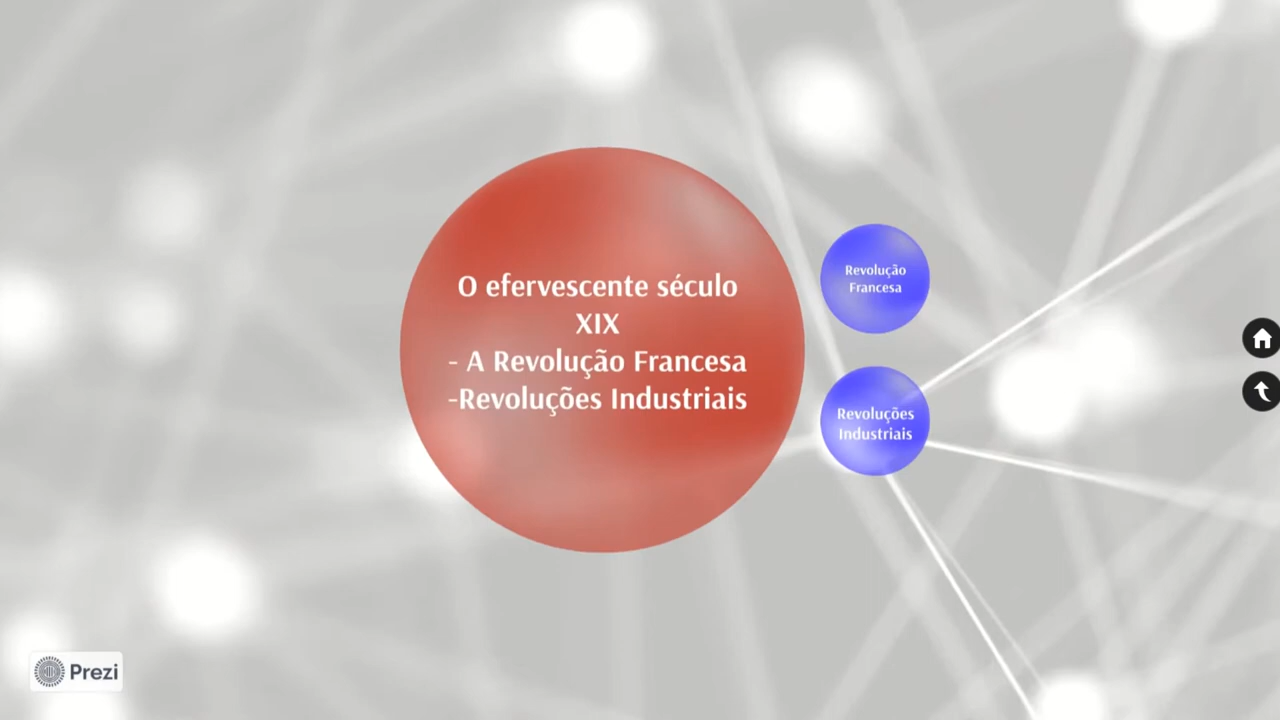 O efervescente século
XIX
- A Revolução Francesa
-Revoluções Industriais
Revolução
Francesa
Revoluções
Industriais
Prezi